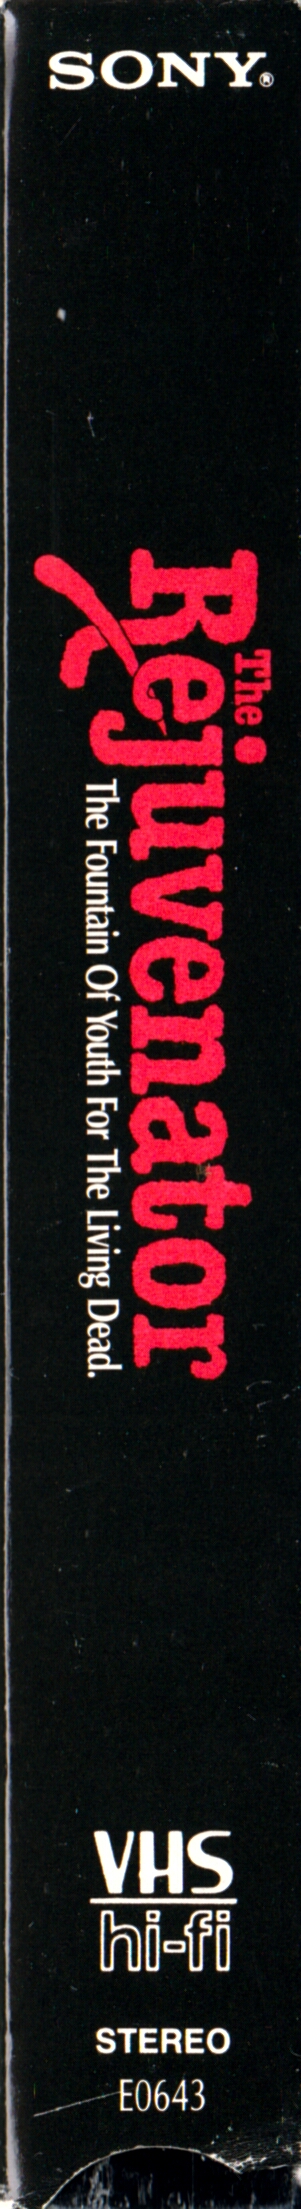 SONY®
The
Rejuvenator
The Fountain Of Youth For The Living Dead.
VHS
hi-fi
STEREO
E0643